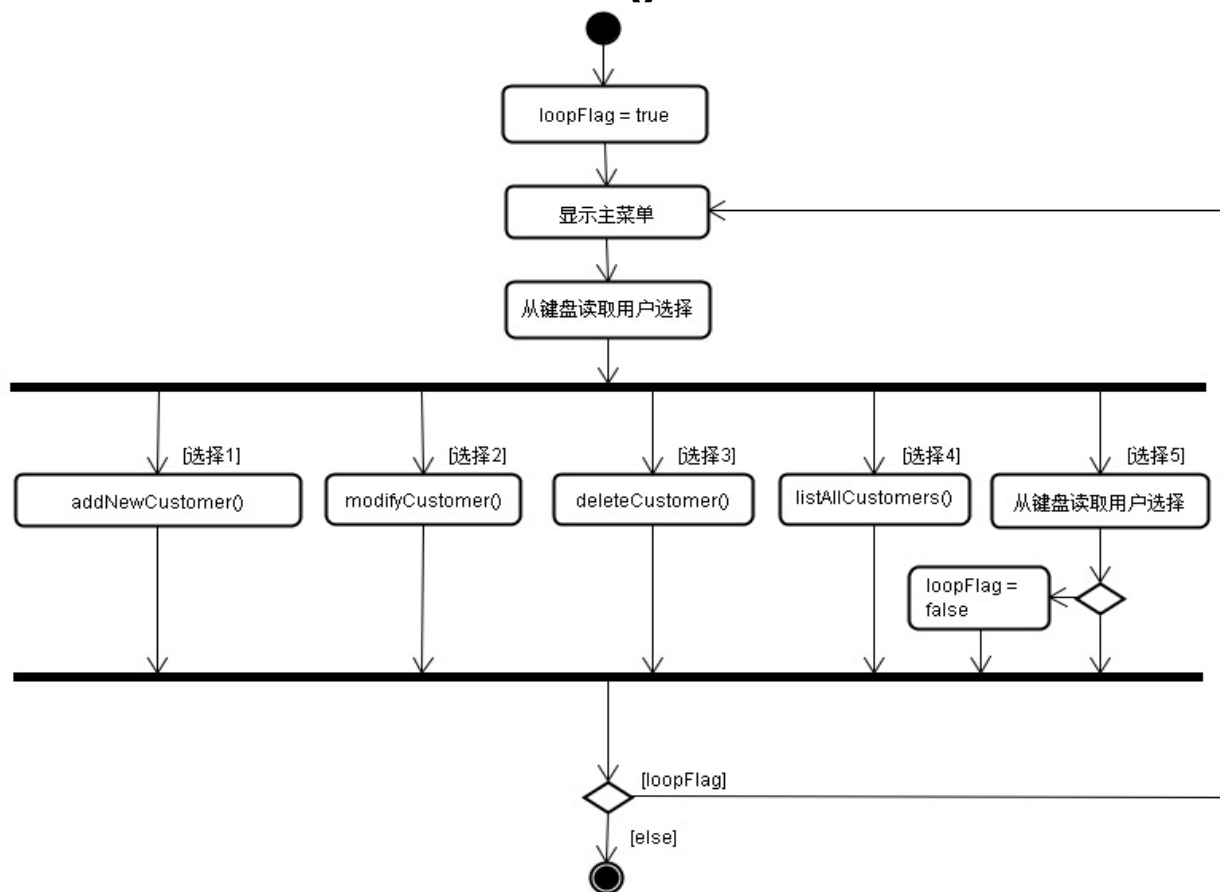 ()
loopFlag = true
显示主菜单
从键盘读取用户选择
[选择1]
[选择2]
[选择3]
[选择4]
[选择5]
addNewCustomer()
modifyCustomer()
deleteCustomer()
listAllCustomers()
从键盘读取用户选择
loopFlag =
false
[loopFlag]
[else]